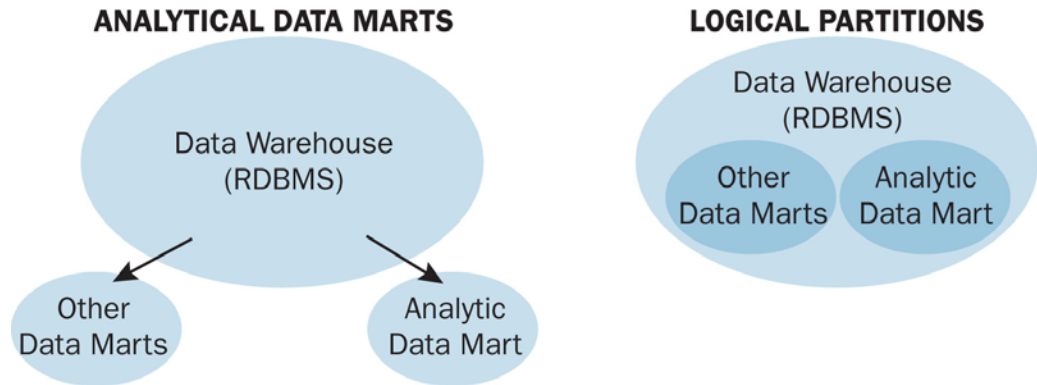 ANALYTICAL DATA MARTS
Data Warehouse
(RDBMS)
Other
Data Marts
Analytic
Data Mart
LOGICAL PARTITIONS
Data Warehouse
(RDBMS)
Other
Data Marts
Analytic
Data Mart